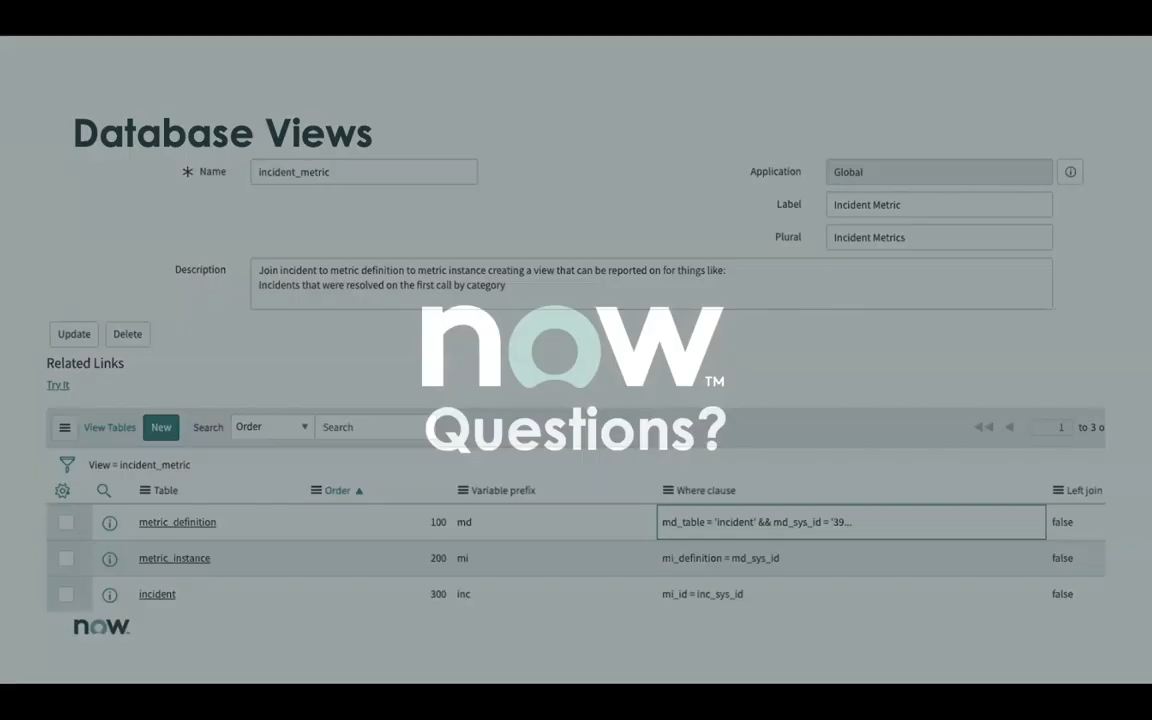 Database Views
Name incident_metric Application Global
Label Incident Metric
Plural Incident Metrics
Description Join incident to metric definition to metric instance creating a view that can be reported on for things like:
Incidents that were resolved on the first call by category
now™
Questions?
Update Delete
Related Links
Try It
View Tables New Search Order Search 1 to 3 o
View = incident_metric
Table Order Variable prefix Where clause Left join
metric_definition 100 md md_table = 'incident' && md_sys_id = '39... false
metric_instance 200 mi mi_definition = md_sys_id false
incident 300 inc mi_id = inc_sys_id false
now